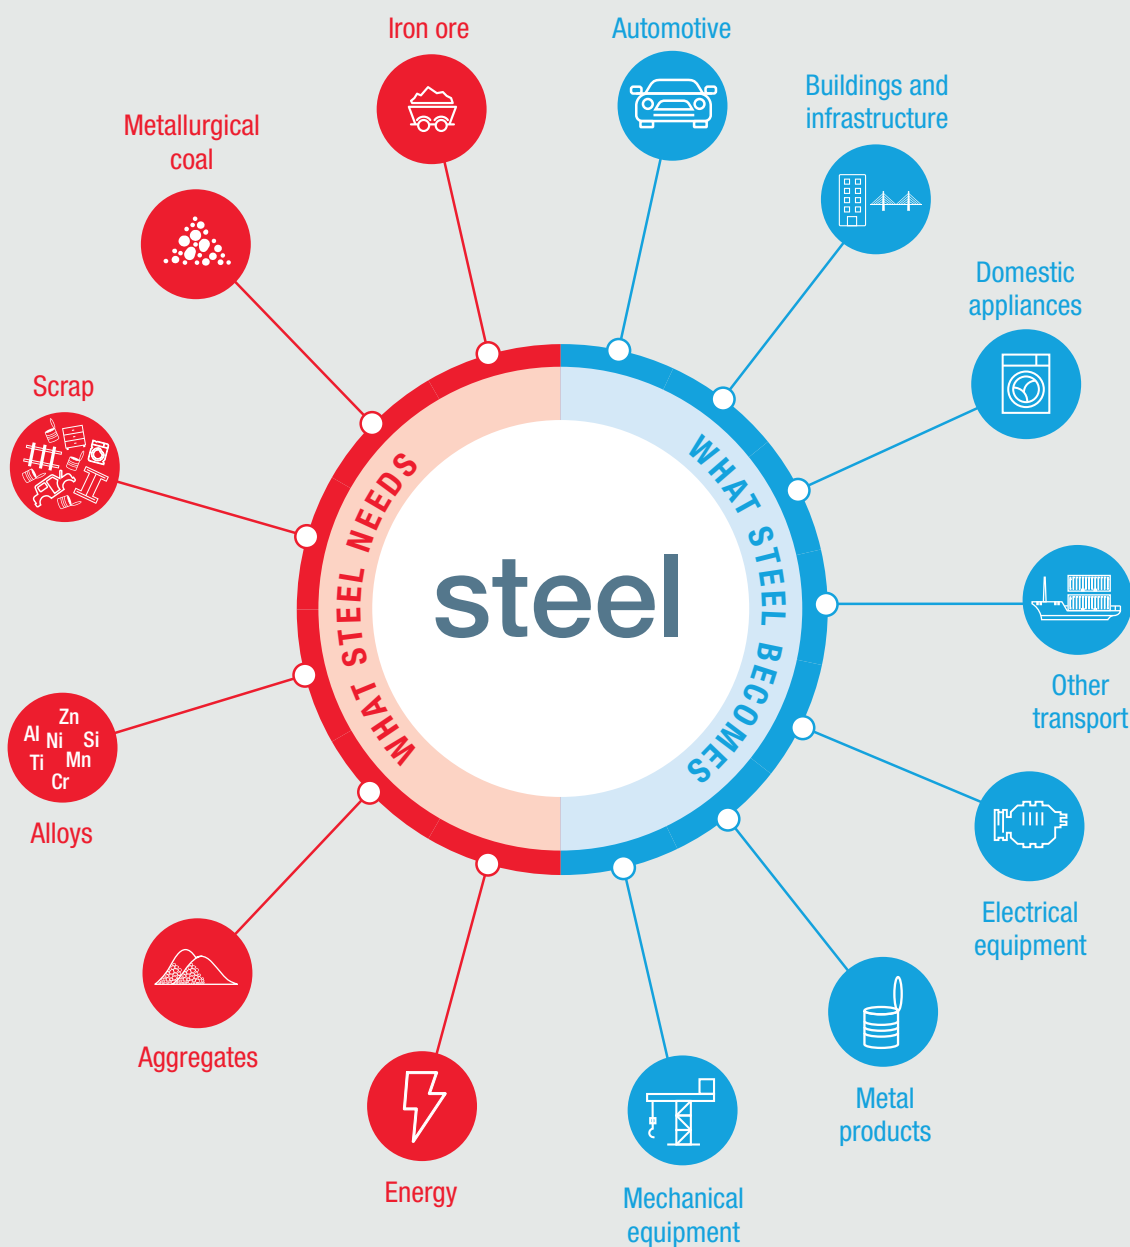 Iron ore
Automotive
Buildings and
infrastructure
Metallurgical
coal
Domestic
appliances
Scrap
WHAT STEEL NEEDS
steel
WHAT STEEL BECOMES
Other
transport
Zn
Al Ni Si
Ti Mn
Cr
Alloys
Electrical
equipment
Aggregates
Metal
products
Energy
Mechanical
equipment